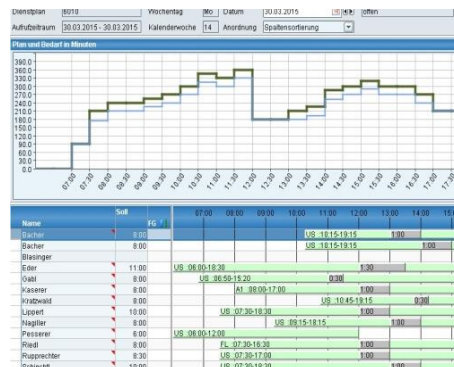 Dienstplan 6010 Wochentag Mo Datum 30.03.2015 offen
Aufrufzeitraum 30.03.2015 - 30.03.2015 Kalenderwoche 14 Anordnung Spaltensortierung
Plan und Bedarf in Minuten
390.0
360.0
330.0
300.0
270.0
240.0
210.0
180.0
150.0
120.0
90.0
60.0
30.0
0.0
07:00 07:30 08:00 08:30 09:00 09:30 10:00 10:30 11:00 11:30 12:00 12:30 13:00 13:30 14:00 14:30 15:00 15:30 16:00 16:30 17:00 17:30
Soll
Name FG 07:00 08:00 09:00 10:00 11:00 12:00 13:00 14:00
Bacher 8:00 US :10:15-19:15 1:00
Bacher 8:00 US :10:15-19:15 1:00
Blasinger
Eder 11:00 US :06:00-18:30 1:30
Gabl 8:00 US :06:50-15:20 0:30
Kaserer 8:00 A1 :08:00-17:00 1:00
Kratzwald 8:00 US :10:45-19:15 0:30
Lippert 10:00 US :07:30-18:30 1:00
Nagiller 8:00 US :09:15-18:15 1:00
Pesserer 8:00 US :06:00-12:00
Riedl 8:00 FL :07:30-16:30 1:00
Rupprechter 8:30 US :07:30-17:00 1:00
10:00 1:00